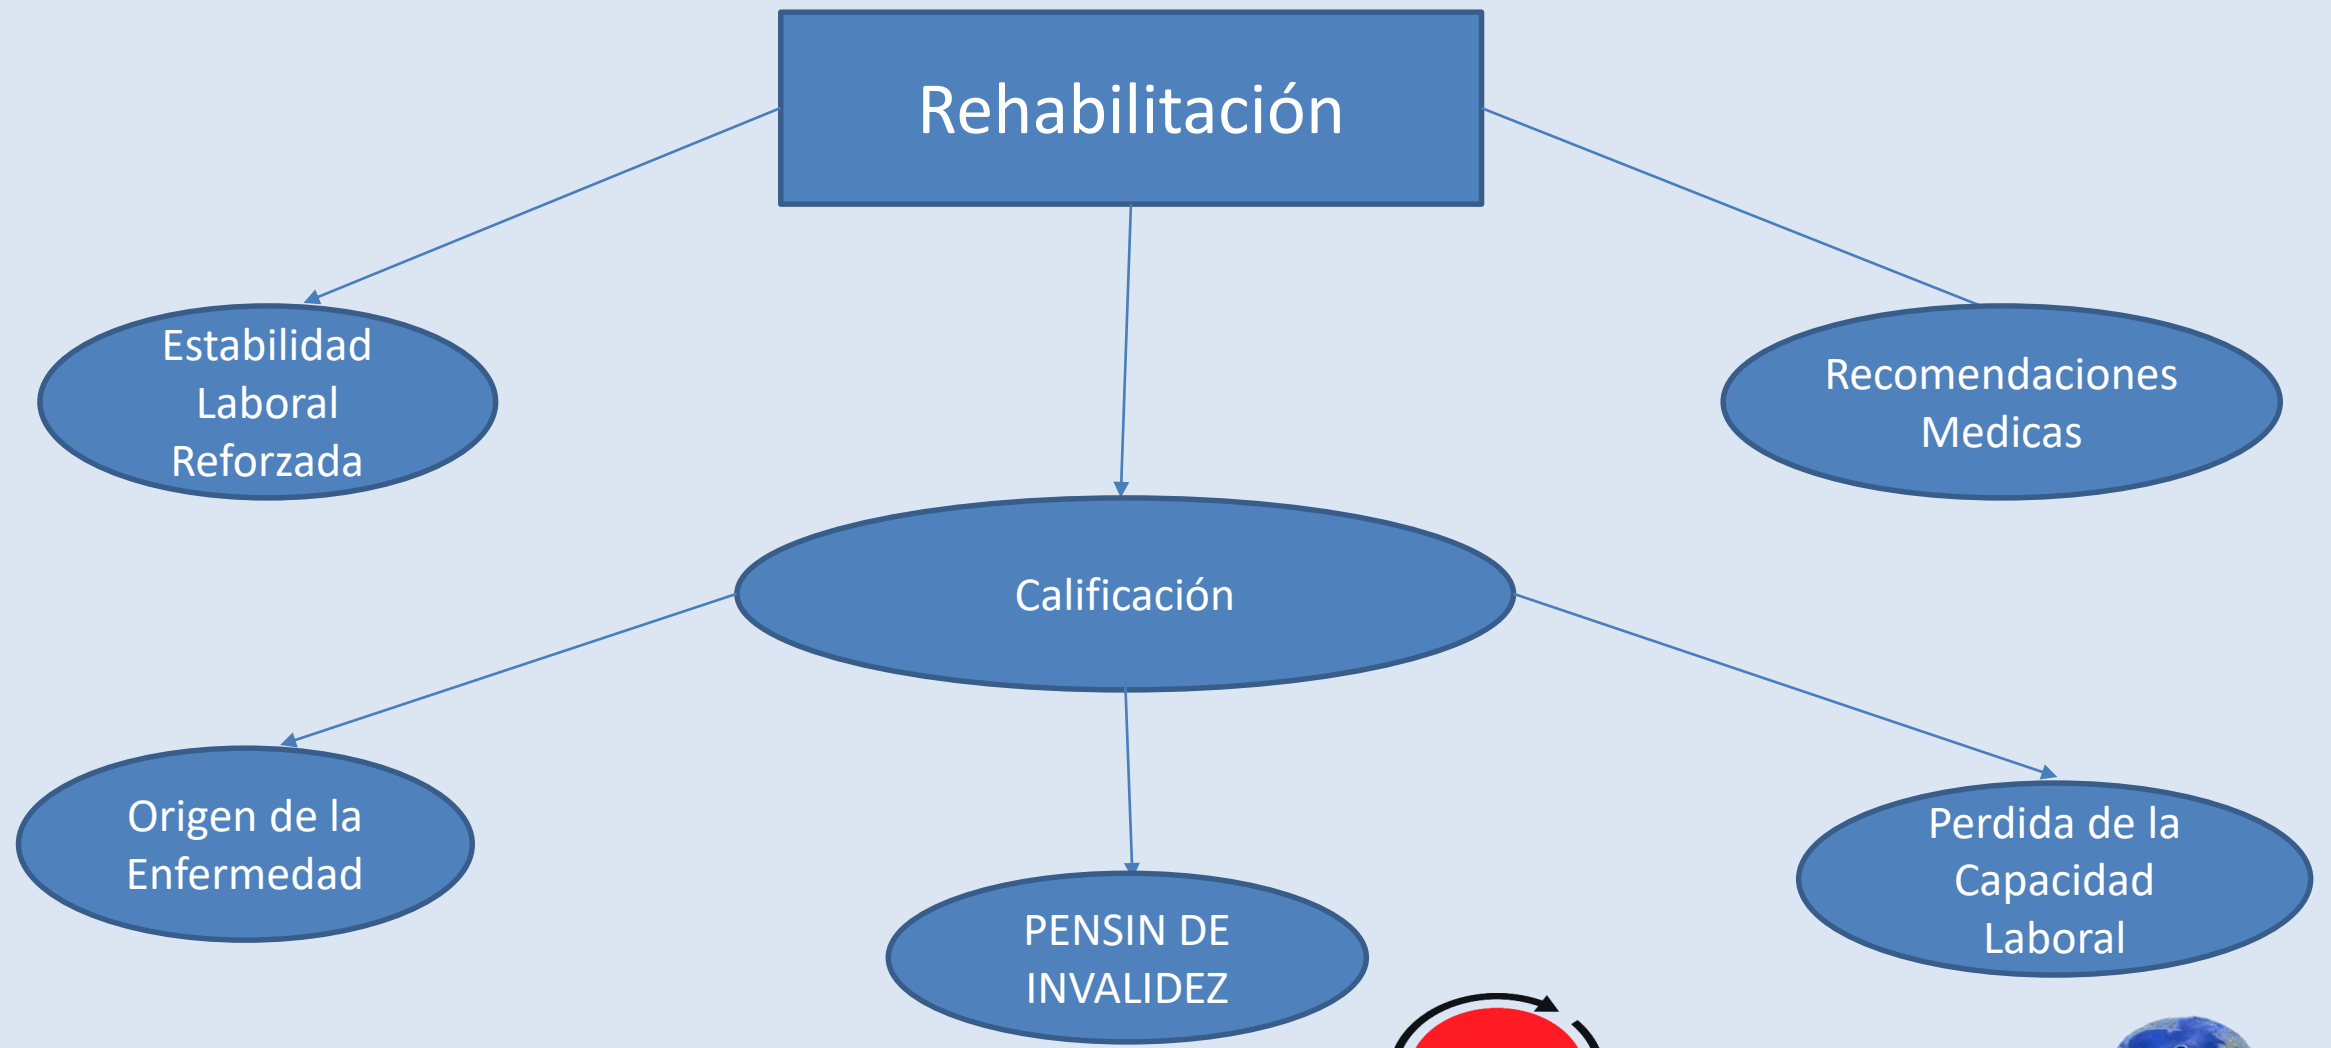 Rehabilitación
Estabilidad
Laboral
Reforzada
Recomendaciones
Medicas
Calificación
Origen de la
Enfermedad
PENSIN DE
INVALIDEZ
Perdida de la
Capacidad
Laboral